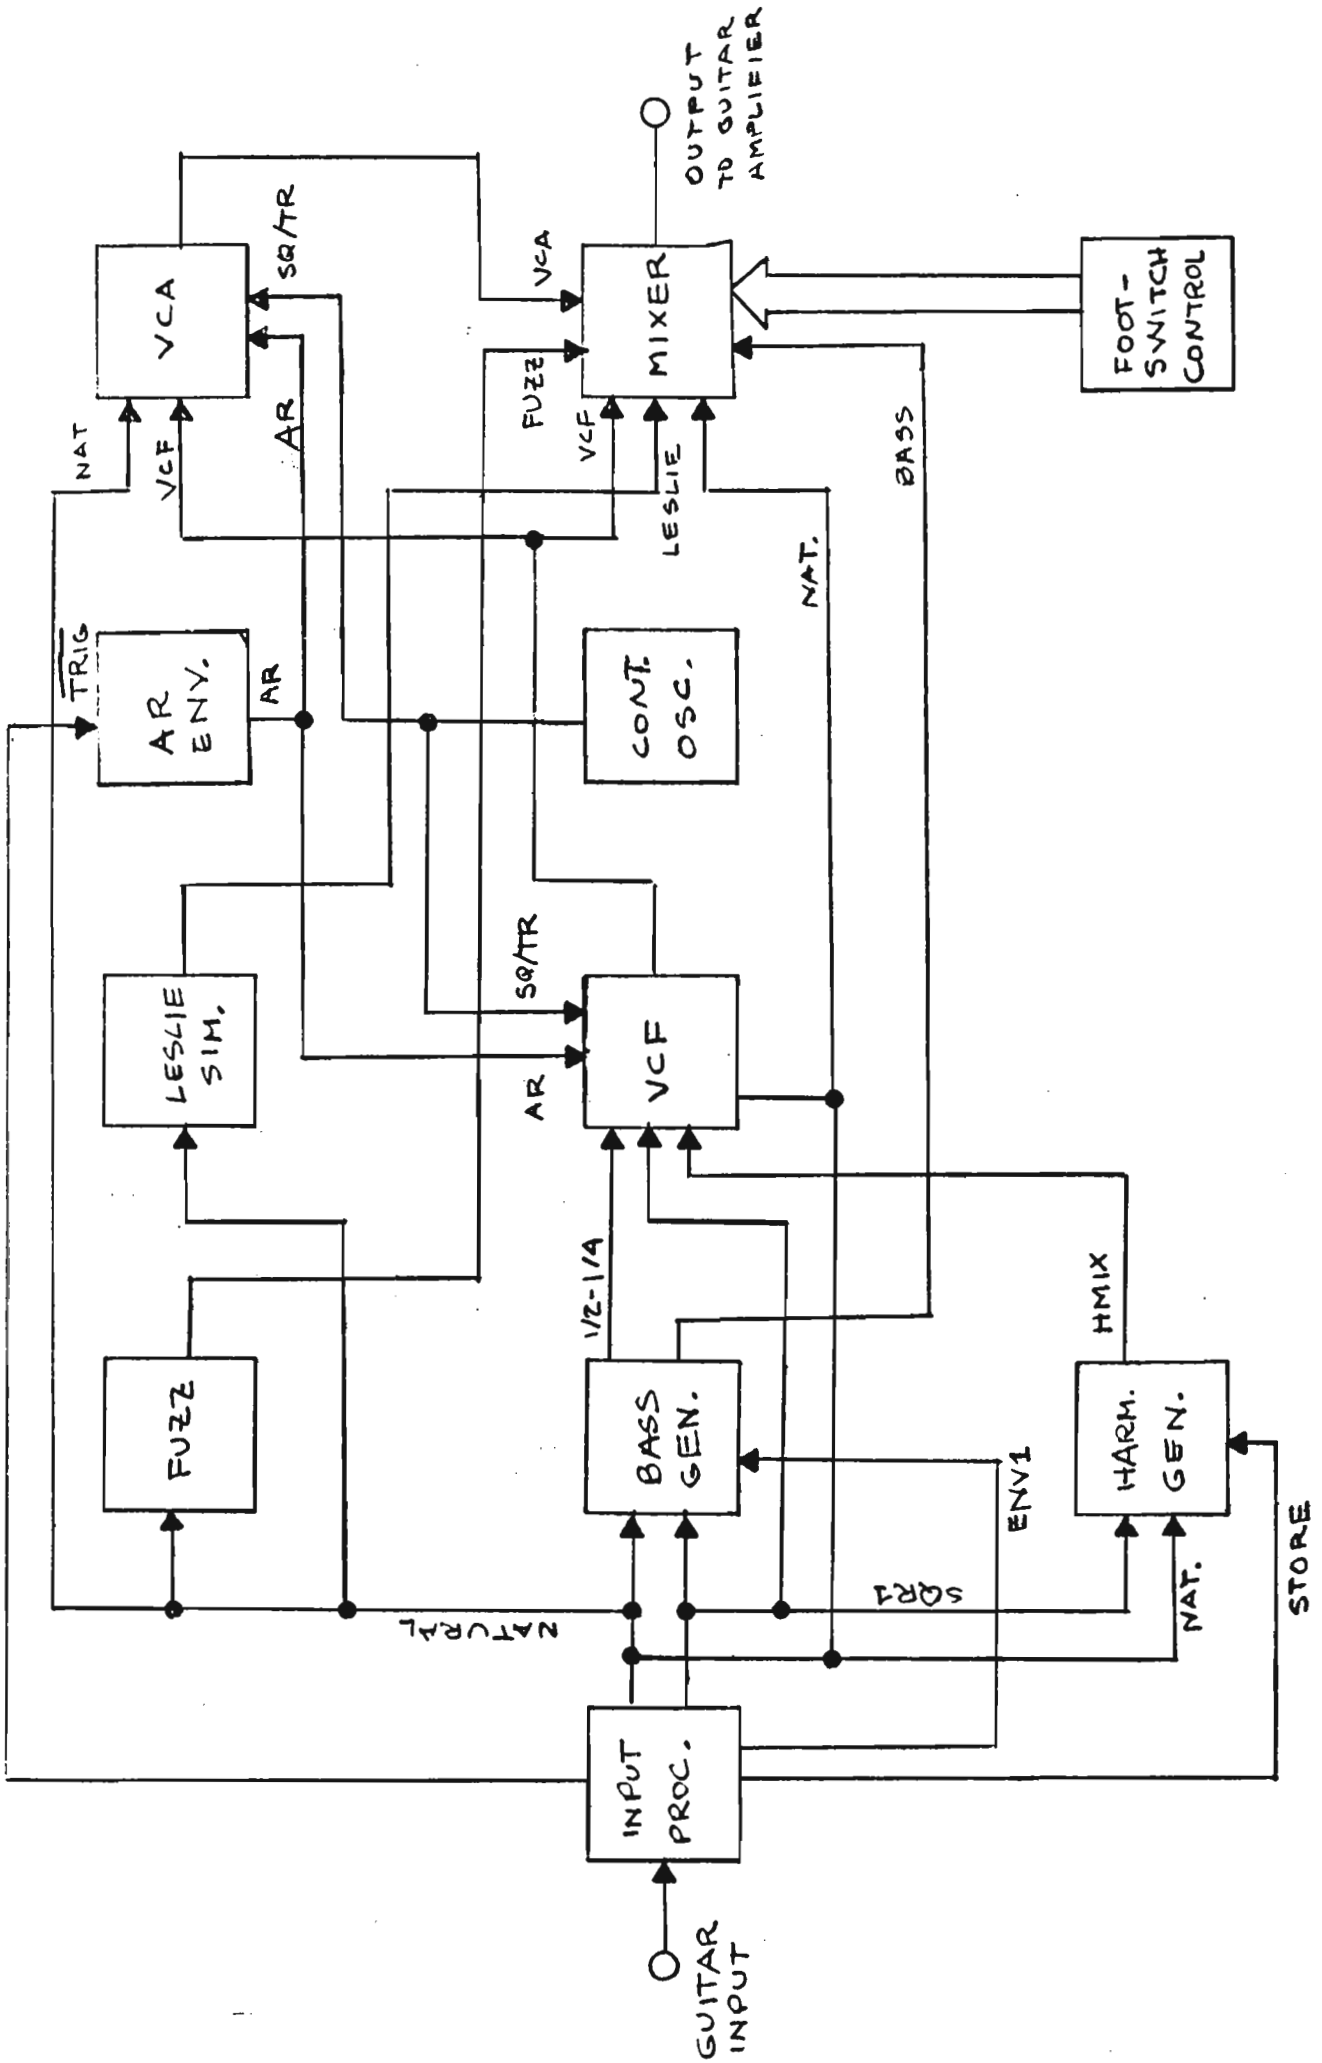 GUITAR
INPUT
INPUT
PROC.
TRIG
NATURAL
SQR1
NAT.
STORE
ENV1
FUZZ
BASS
GEN.
HARM.
GEN.
1/2-1/4
HMIX
LESLIE
SIM.
AR
SQ/TR
VCF
AR
ENV.
AR
CONT.
OSC.
NAT
VCF
AR
SQ/TR
VCA
FUZZ
VCA
VCF
LESLIE
NAT.
BASS
MIXER
FOOT-
SWITCH
CONTROL
OUTPUT
TO GUITAR
AMPLIFIER